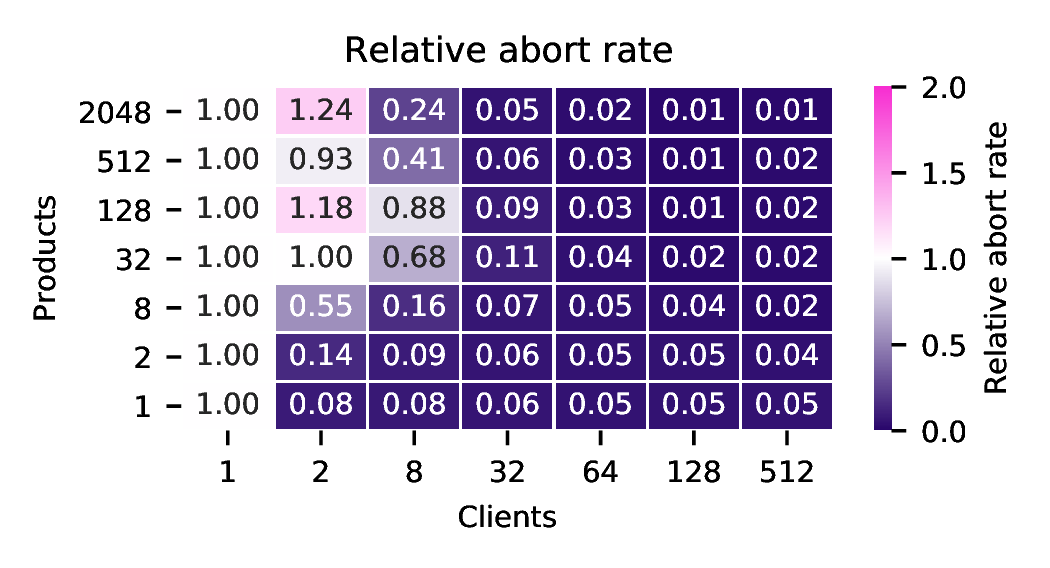 Relative abort rate
2048 1.00 1.24 0.24 0.05 0.02 0.01 0.01
512 1.00 0.93 0.41 0.06 0.03 0.01 0.02
128 1.00 1.18 0.88 0.09 0.03 0.01 0.02
32 1.00 1.00 0.68 0.11 0.04 0.02 0.02
8 1.00 0.55 0.16 0.07 0.05 0.04 0.02
2 1.00 0.14 0.09 0.06 0.05 0.05 0.04
1 1.00 0.08 0.08 0.06 0.05 0.05 0.05
1 2 8 32 64 128 512
Clients
Products
2.0
1.5
1.0
0.5
0.0
Relative abort rate